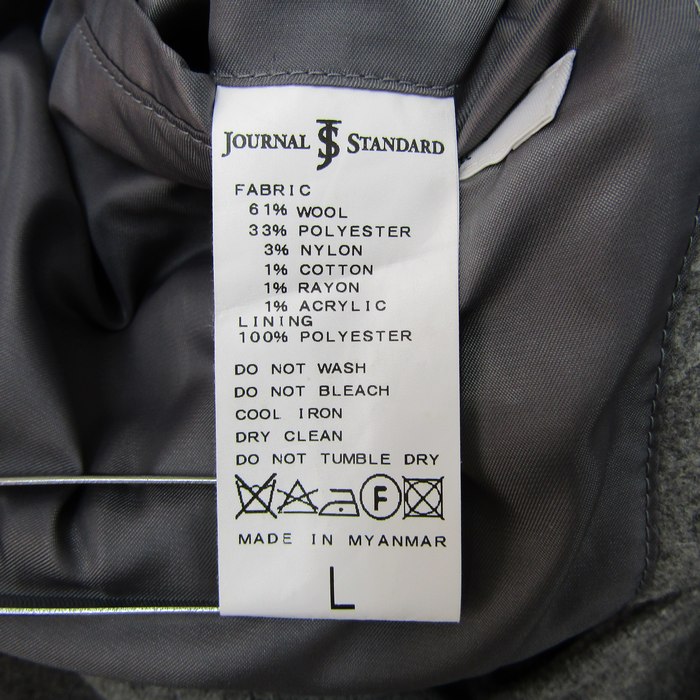 JOURNAL JS STANDARD
FABRIC
61% WOOL
33% POLYESTER
3% NYLON
1% COTTON
1% RAYON
1% ACRYLIC
LINING
100% POLYESTER
DO NOT WASH
DO NOT BLEACH
COOL IRON
DRY CLEAN
DO NOT TUMBLE DRY
F
MADE IN MYANMAR
L